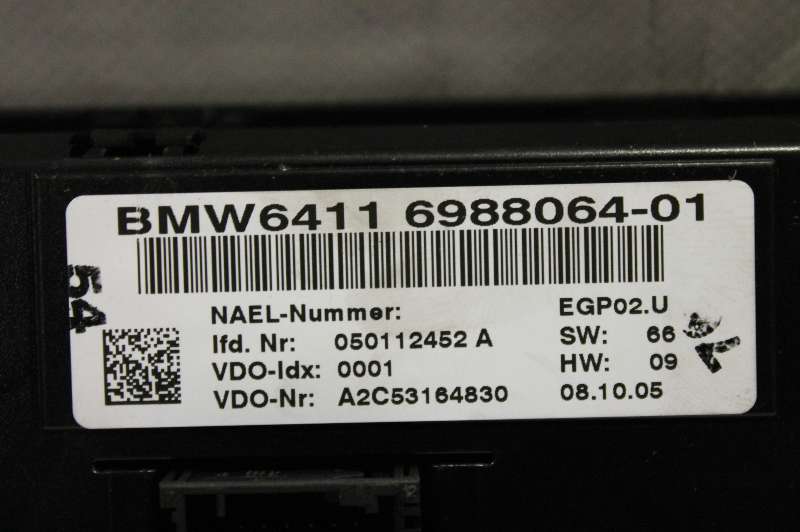 BMW6411 6988064-01
54
NAEL-Nummer: EGP02.U
lfd. Nr: 050112452 A SW: 66
VDO-Idx: 0001 HW: 09
VDO-Nr: A2C53164830 08.10.05